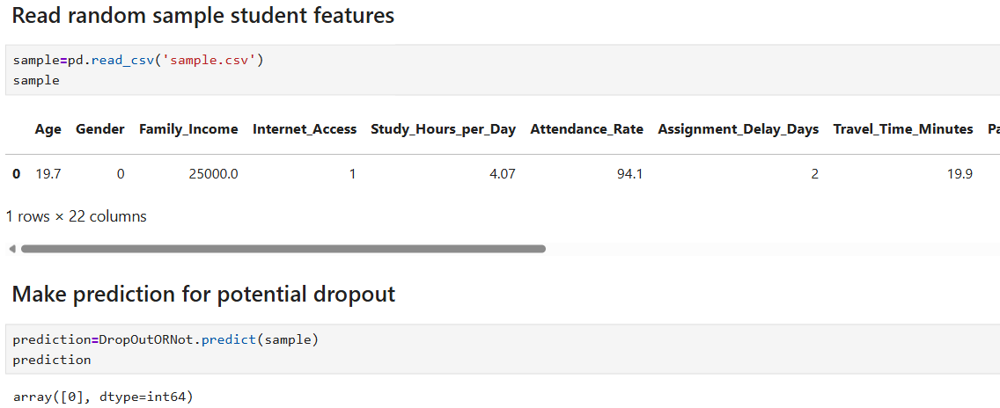 Read random sample student features
sample=pd.read_csv('sample.csv')
sample
Age Gender Family_Income Internet_Access Study_Hours_per_Day Attendance_Rate Assignment_Delay_Days Travel_Time_Minutes Pa
0 19.7 0 25000.0 1 4.07 94.1 2 19.9
1 rows × 22 columns
Make prediction for potential dropout
prediction=DropOutORNot.predict(sample)
prediction
array([0], dtype=int64)